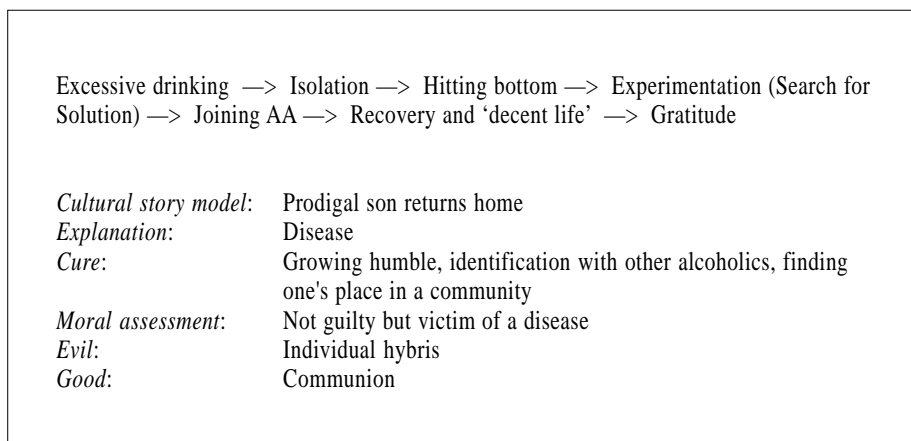 Excessive drinking —> Isolation —> Hitting bottom —> Experimentation (Search for
Solution) —> Joining AA —> Recovery and ‘decent life’ —> Gratitude
Cultural story model: Prodigal son returns home
Explanation: Disease
Cure: Growing humble, identification with other alcoholics, finding
one's place in a community
Moral assessment: Not guilty but victim of a disease
Evil: Individual hybris
Good: Communion